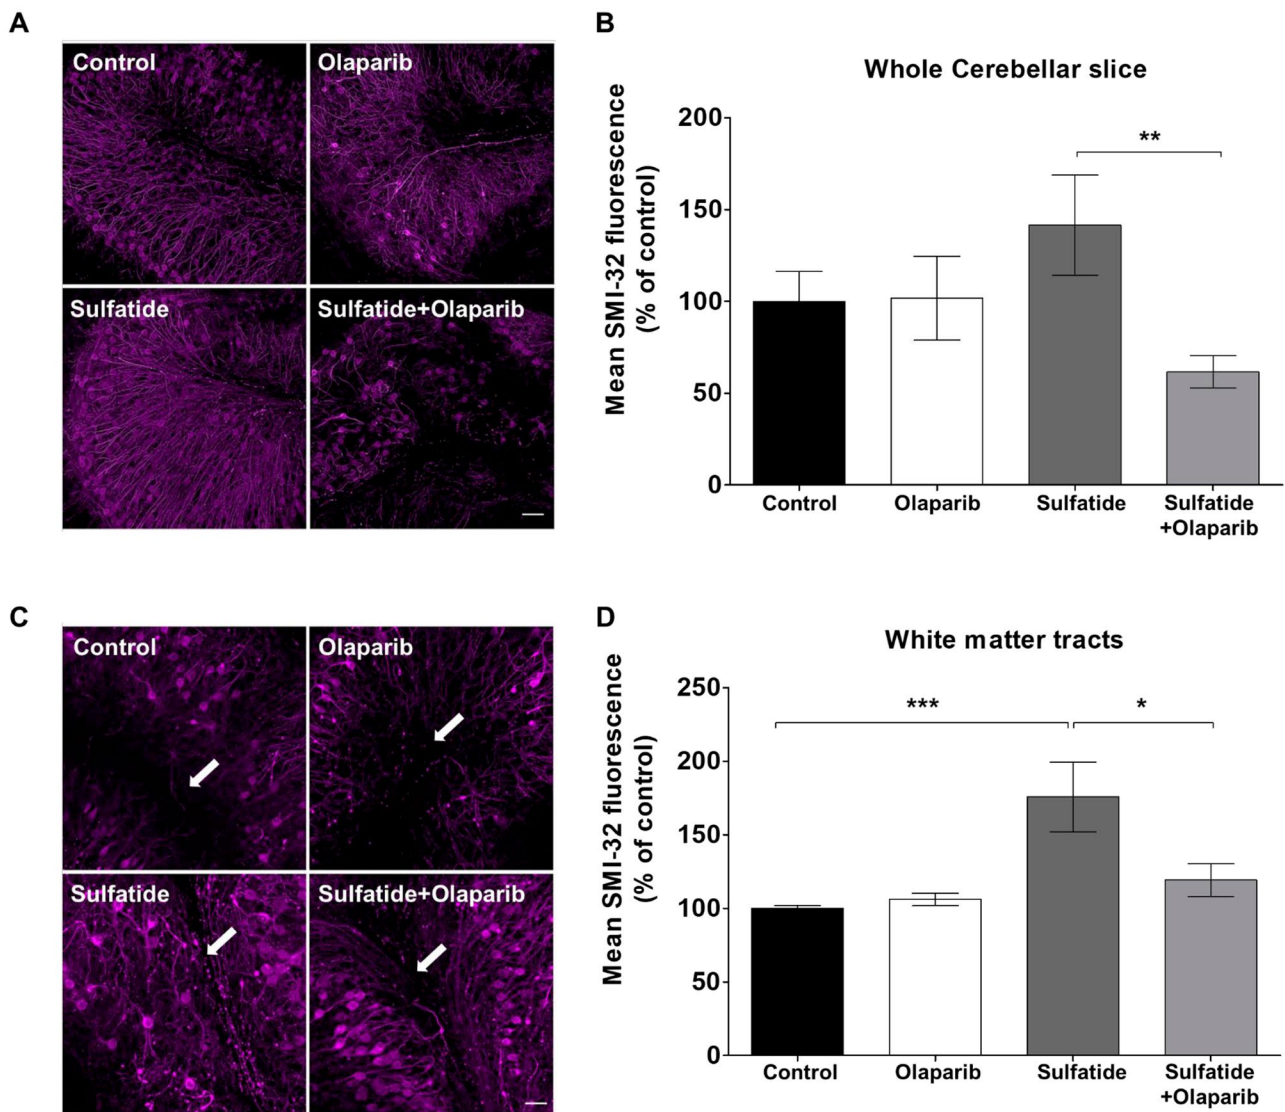 A
Control
Olaparib
Sulfatide
Sulfatide+Olaparib
B
Whole Cerebellar slice
Mean SMI-32 fluorescence
(% of control)
200
150
100
50
0
**
Control
Olaparib
Sulfatide
Sulfatide
+Olaparib
C
Control
Olaparib
Sulfatide
Sulfatide+Olaparib
D
White matter tracts
Mean SMI-32 fluorescence
(% of control)
250
200
150
100
50
0
***
*
Control
Olaparib
Sulfatide
Sulfatide
+Olaparib